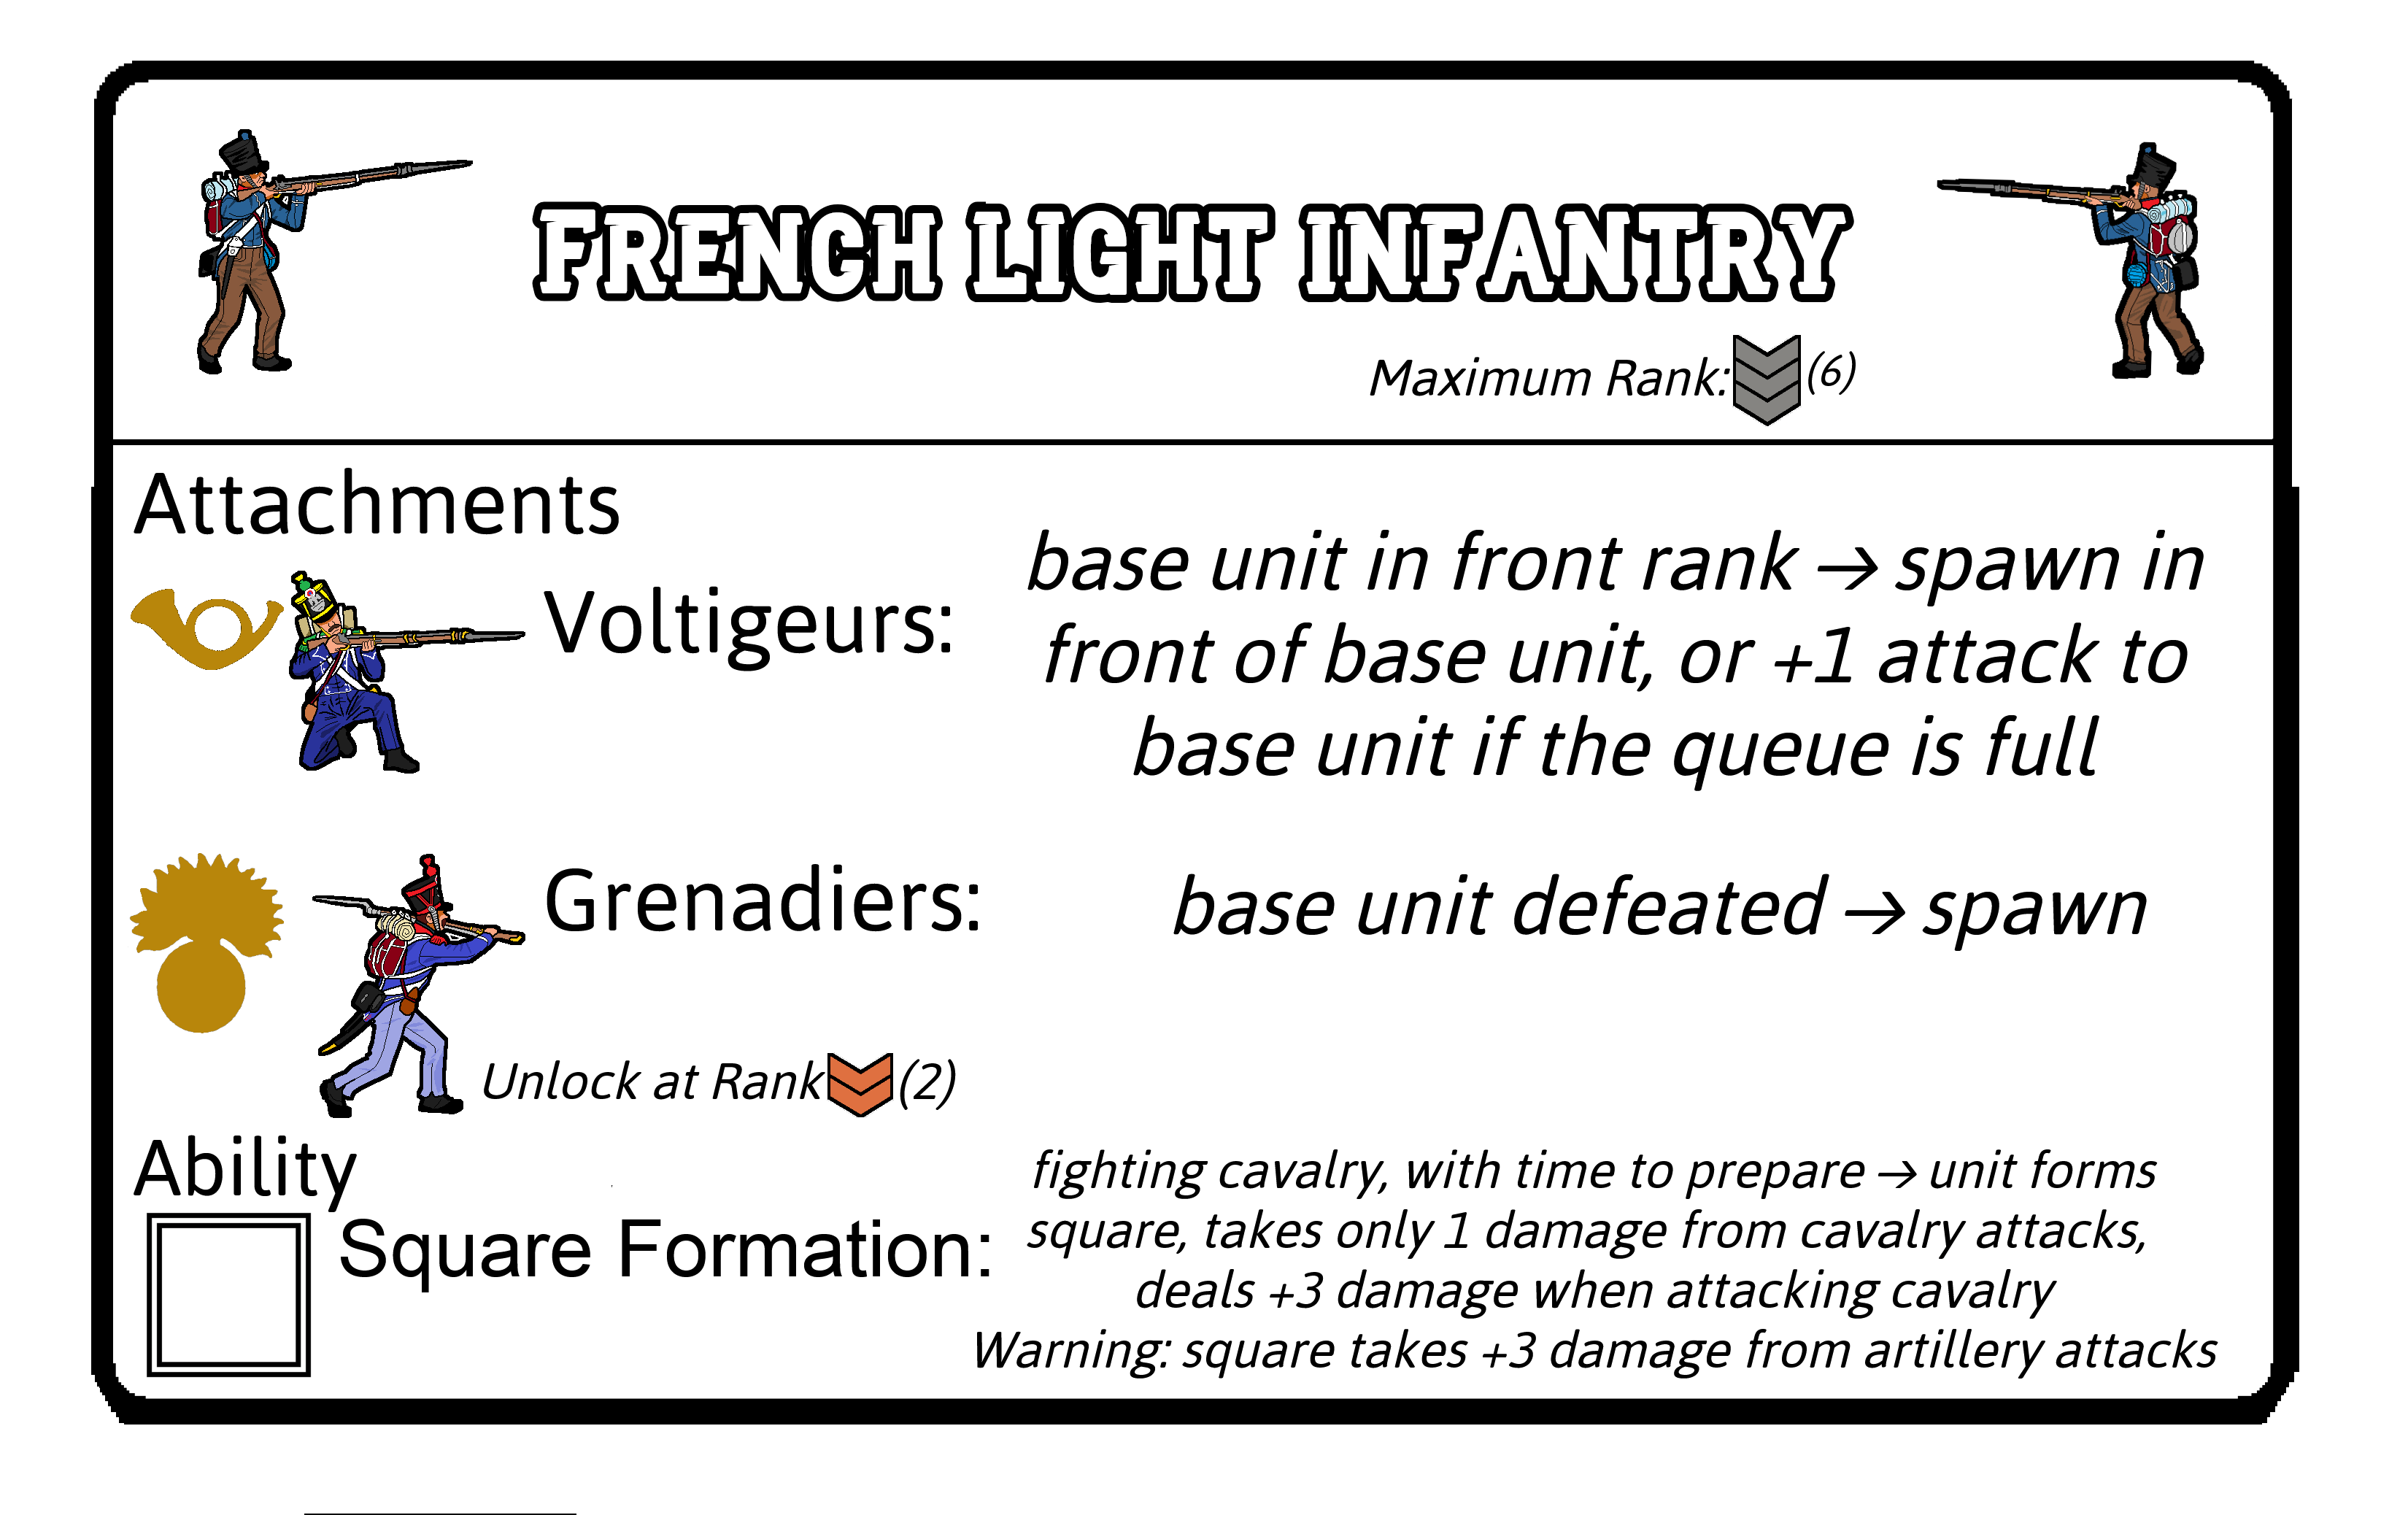 FRENCH LIGHT INFANTRY
Maximum Rank: (6)
Attachments
Voltigeurs:
base unit in front rank → spawn in
front of base unit, or +1 attack to
base unit if the queue is full
Grenadiers:
base unit defeated → spawn
Unlock at Rank (2)
Ability
Square Formation:
fighting cavalry, with time to prepare → unit forms
square, takes only 1 damage from cavalry attacks,
deals +3 damage when attacking cavalry
Warning: square takes +3 damage from artillery attacks